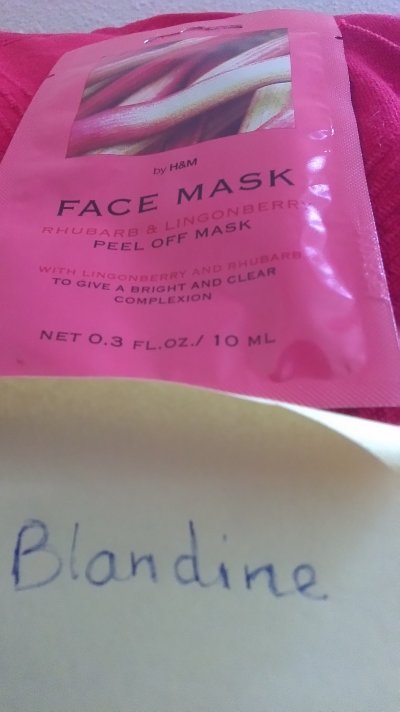 by H&M
FACE MASK
RHUBARB & LINGONBERRY
PEEL OFF MASK
WITH LINGONBERRY AND RHUBARB
TO GIVE A BRIGHT AND CLEAR
COMPLEXION
NET 0.3 FL.OZ./ 10 ML
Blandine